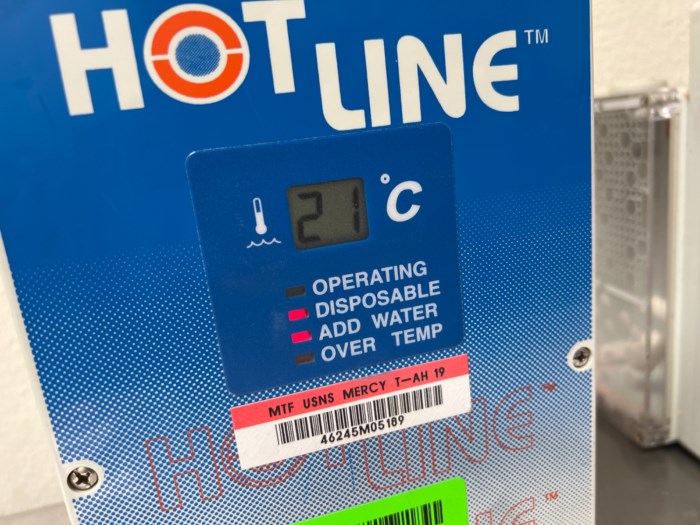 HOTLINE™
21 °C
OPERATING
DISPOSABLE
ADD WATER
OVER TEMP
MTF USNS MERCY T-AH 19
46245M05189
HOTLINE™